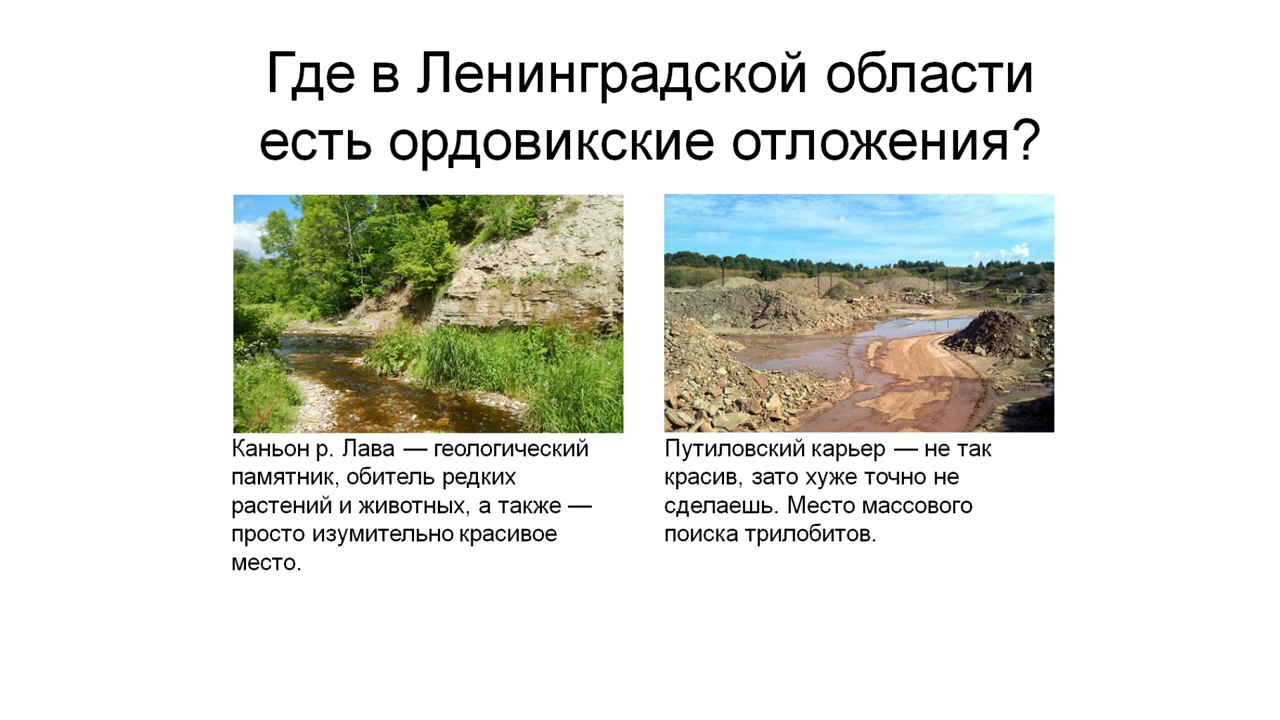 Где в Ленинградской области
есть ордовикские отложения?
Каньон р. Лава — геологический
памятник, обитель редких
растений и животных, а также —
просто изумительно красивое
место.
Путиловский карьер — не так
красив, зато хуже точно не
сделаешь. Место массового
поиска трилобитов.